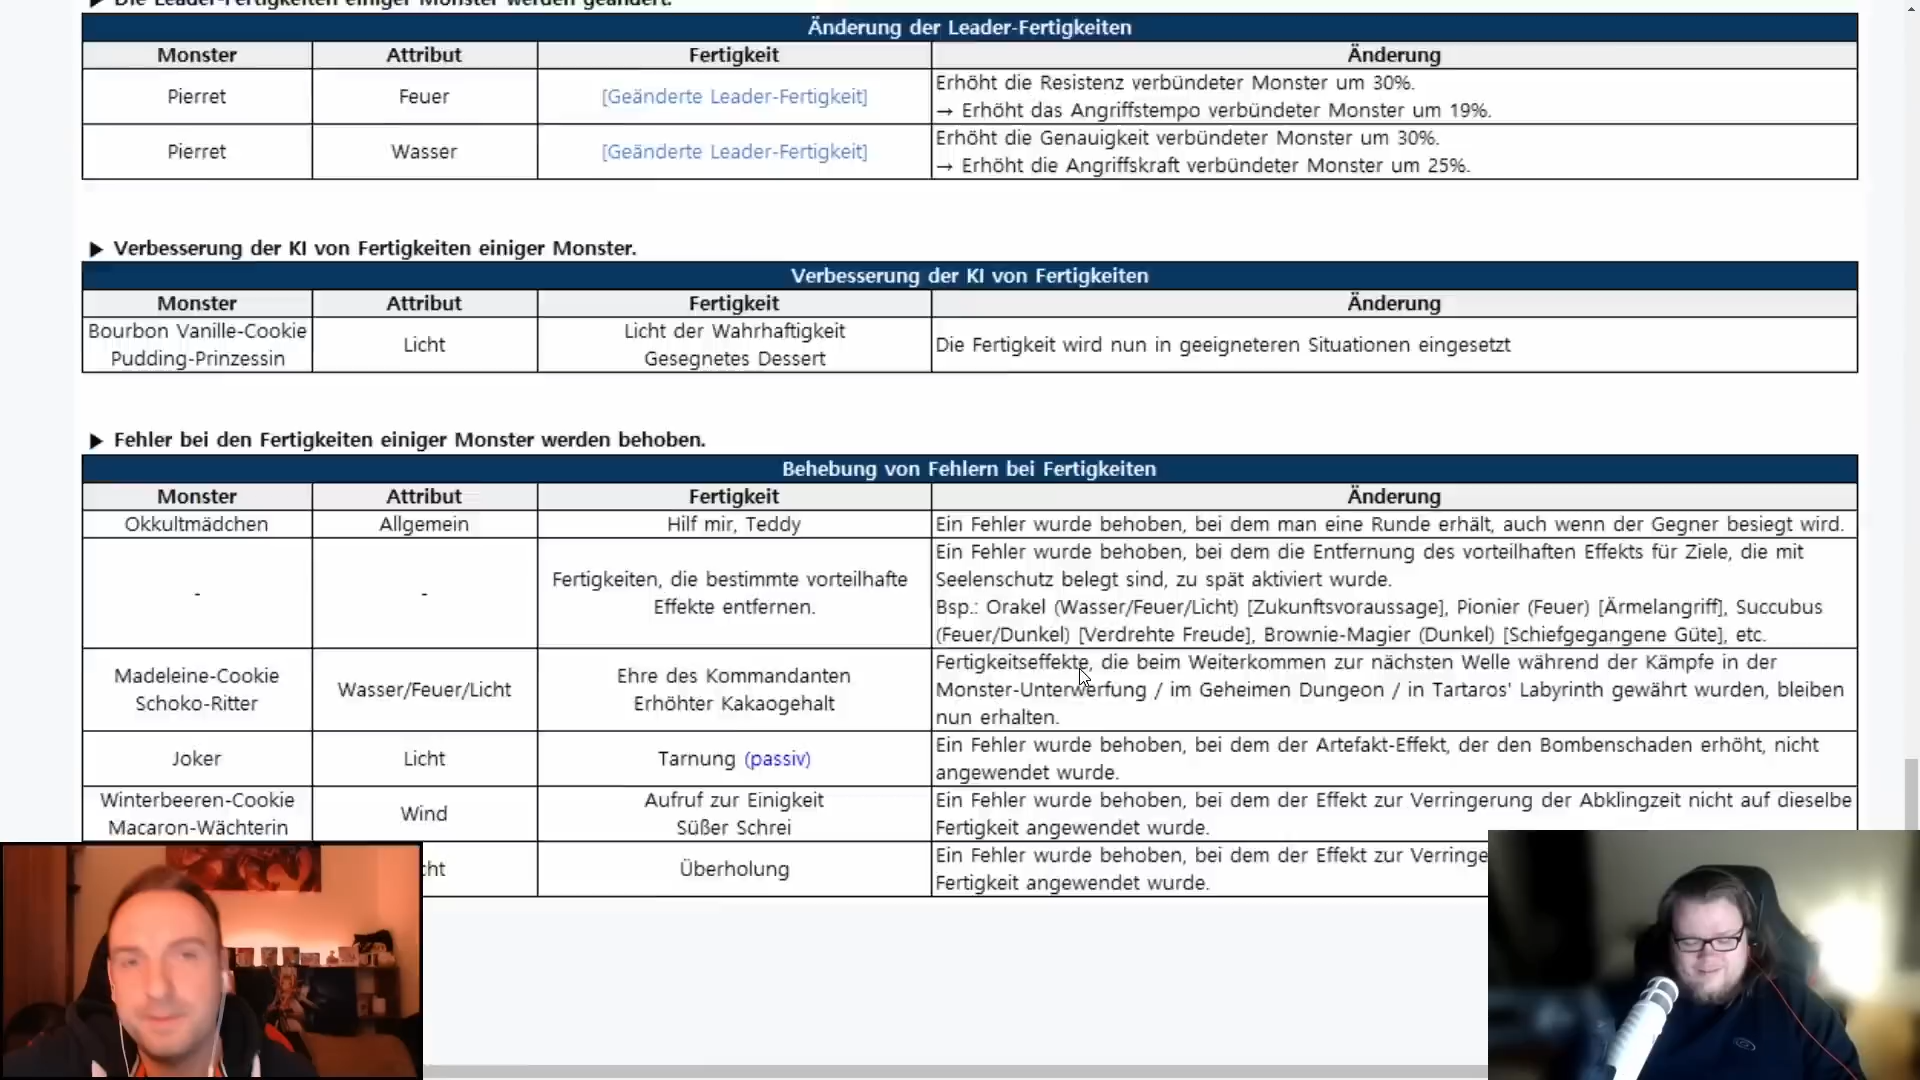 Die Leader-Fertigkeiten einiger Monster werden geändert.
Änderung der Leader-Fertigkeiten
Monster Attribut Fertigkeit Änderung
Pierret Feuer [Geänderte Leader-Fertigkeit] Erhöht die Resistenz verbündeter Monster um 30%.
→ Erhöht das Angriffstempo verbündeter Monster um 19%.
Pierret Wasser [Geänderte Leader-Fertigkeit] Erhöht die Genauigkeit verbündeter Monster um 30%.
→ Erhöht die Angriffskraft verbündeter Monster um 25%.
▶ Verbesserung der KI von Fertigkeiten einiger Monster.
Verbesserung der KI von Fertigkeiten
Monster Attribut Fertigkeit Änderung
Bourbon Vanille-Cookie
Pudding-Prinzessin
Licht
Licht der Wahrhaftigkeit
Gesegnetes Dessert
Die Fertigkeit wird nun in geeigneteren Situationen eingesetzt
▶ Fehler bei den Fertigkeiten einiger Monster werden behoben.
Behebung von Fehlern bei Fertigkeiten
Monster Attribut Fertigkeit Änderung
Okkultmädchen Allgemein Hilf mir, Teddy Ein Fehler wurde behoben, bei dem man eine Runde erhält, auch wenn der Gegner besiegt wird.
- -
Fertigkeiten, die bestimmte vorteilhafte
Effekte entfernen.
Ein Fehler wurde behoben, bei dem die Entfernung des vorteilhaften Effekts für Ziele, die mit
Seelenschutz belegt sind, zu spät aktiviert wurde.
Bsp.: Orakel (Wasser/Feuer/Licht) [Zukunftsvoraussage], Pionier (Feuer) [Ärmelangriff], Succubus
(Feuer/Dunkel) [Verdrehte Freude], Brownie-Magier (Dunkel) [Schiefgegangene Güte], etc.
Madeleine-Cookie
Schoko-Ritter
Wasser/Feuer/Licht
Ehre des Kommandanten
Erhöhter Kakaogehalt
Fertigkeitseffekte, die beim Weiterkommen zur nächsten Welle während der Kämpfe in der
Monster-Unterwerfung / im Geheimen Dungeon / in Tartaros' Labyrinth gewährt wurden, bleiben
nun erhalten.
Joker Licht Tarnung (passiv)
Ein Fehler wurde behoben, bei dem der Artefakt-Effekt, der den Bombenschaden erhöht, nicht
angewendet wurde.
Winterbeeren-Cookie
Macaron-Wächterin
Wind
Aufruf zur Einigkeit
Süßer Schrei
Ein Fehler wurde behoben, bei dem der Effekt zur Verringerung der Abklingzeit nicht auf dieselbe
Fertigkeit angewendet wurde.
cht Überholung
Ein Fehler wurde behoben, bei dem der Effekt zur Verringe
Fertigkeit angewendet wurde.